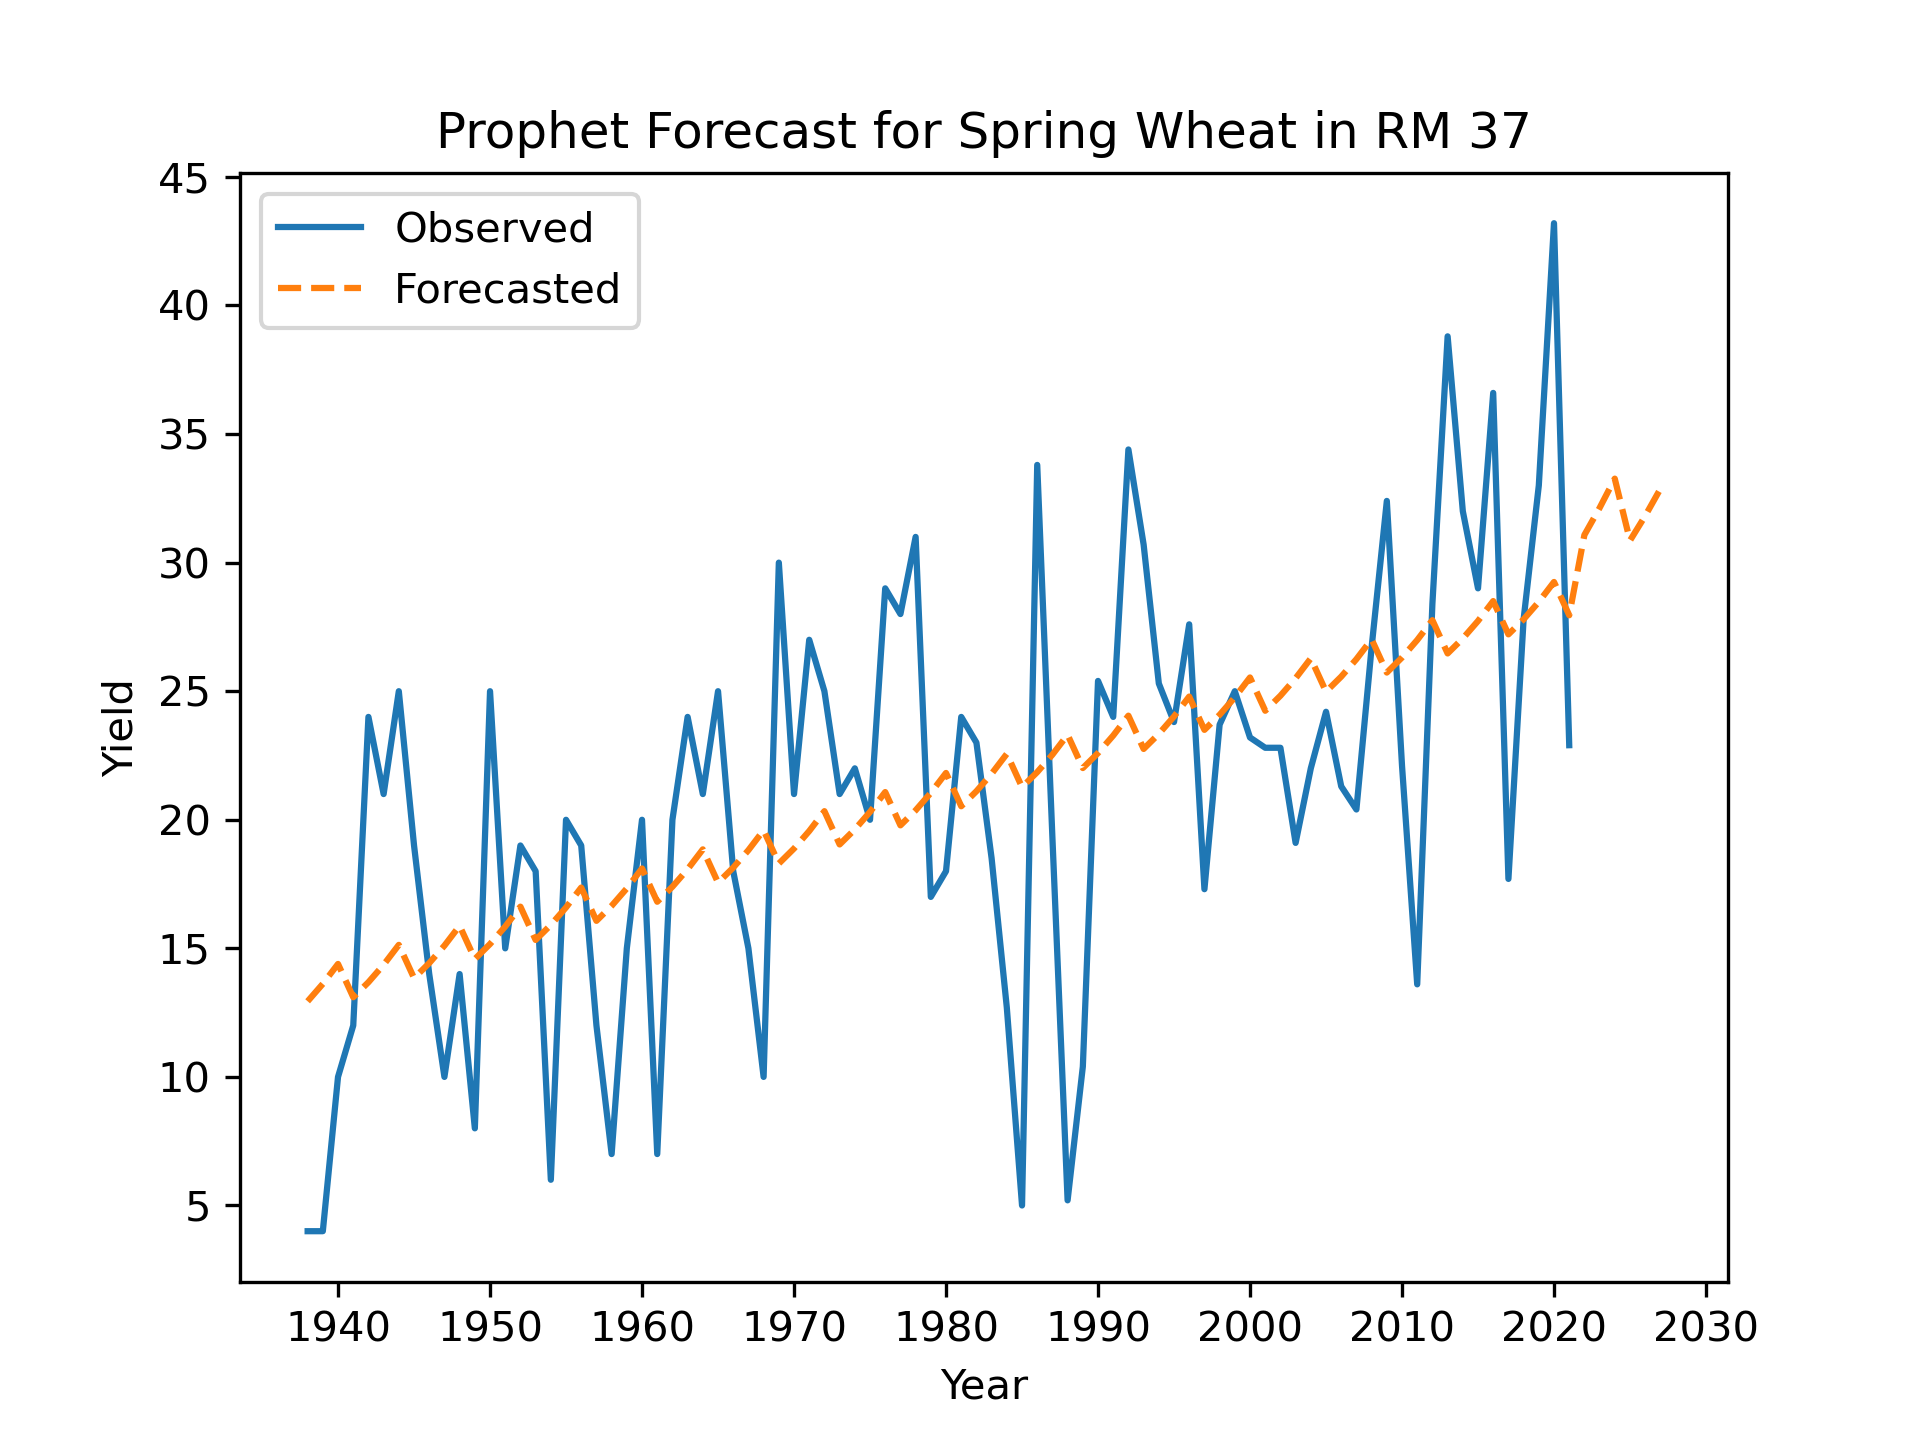 Prophet Forecast for Spring Wheat in RM 37
45
40
35
30
25
20
15
10
5
Yield
Observed
Forecasted
1940 1950 1960 1970 1980 1990 2000 2010 2020 2030
Year